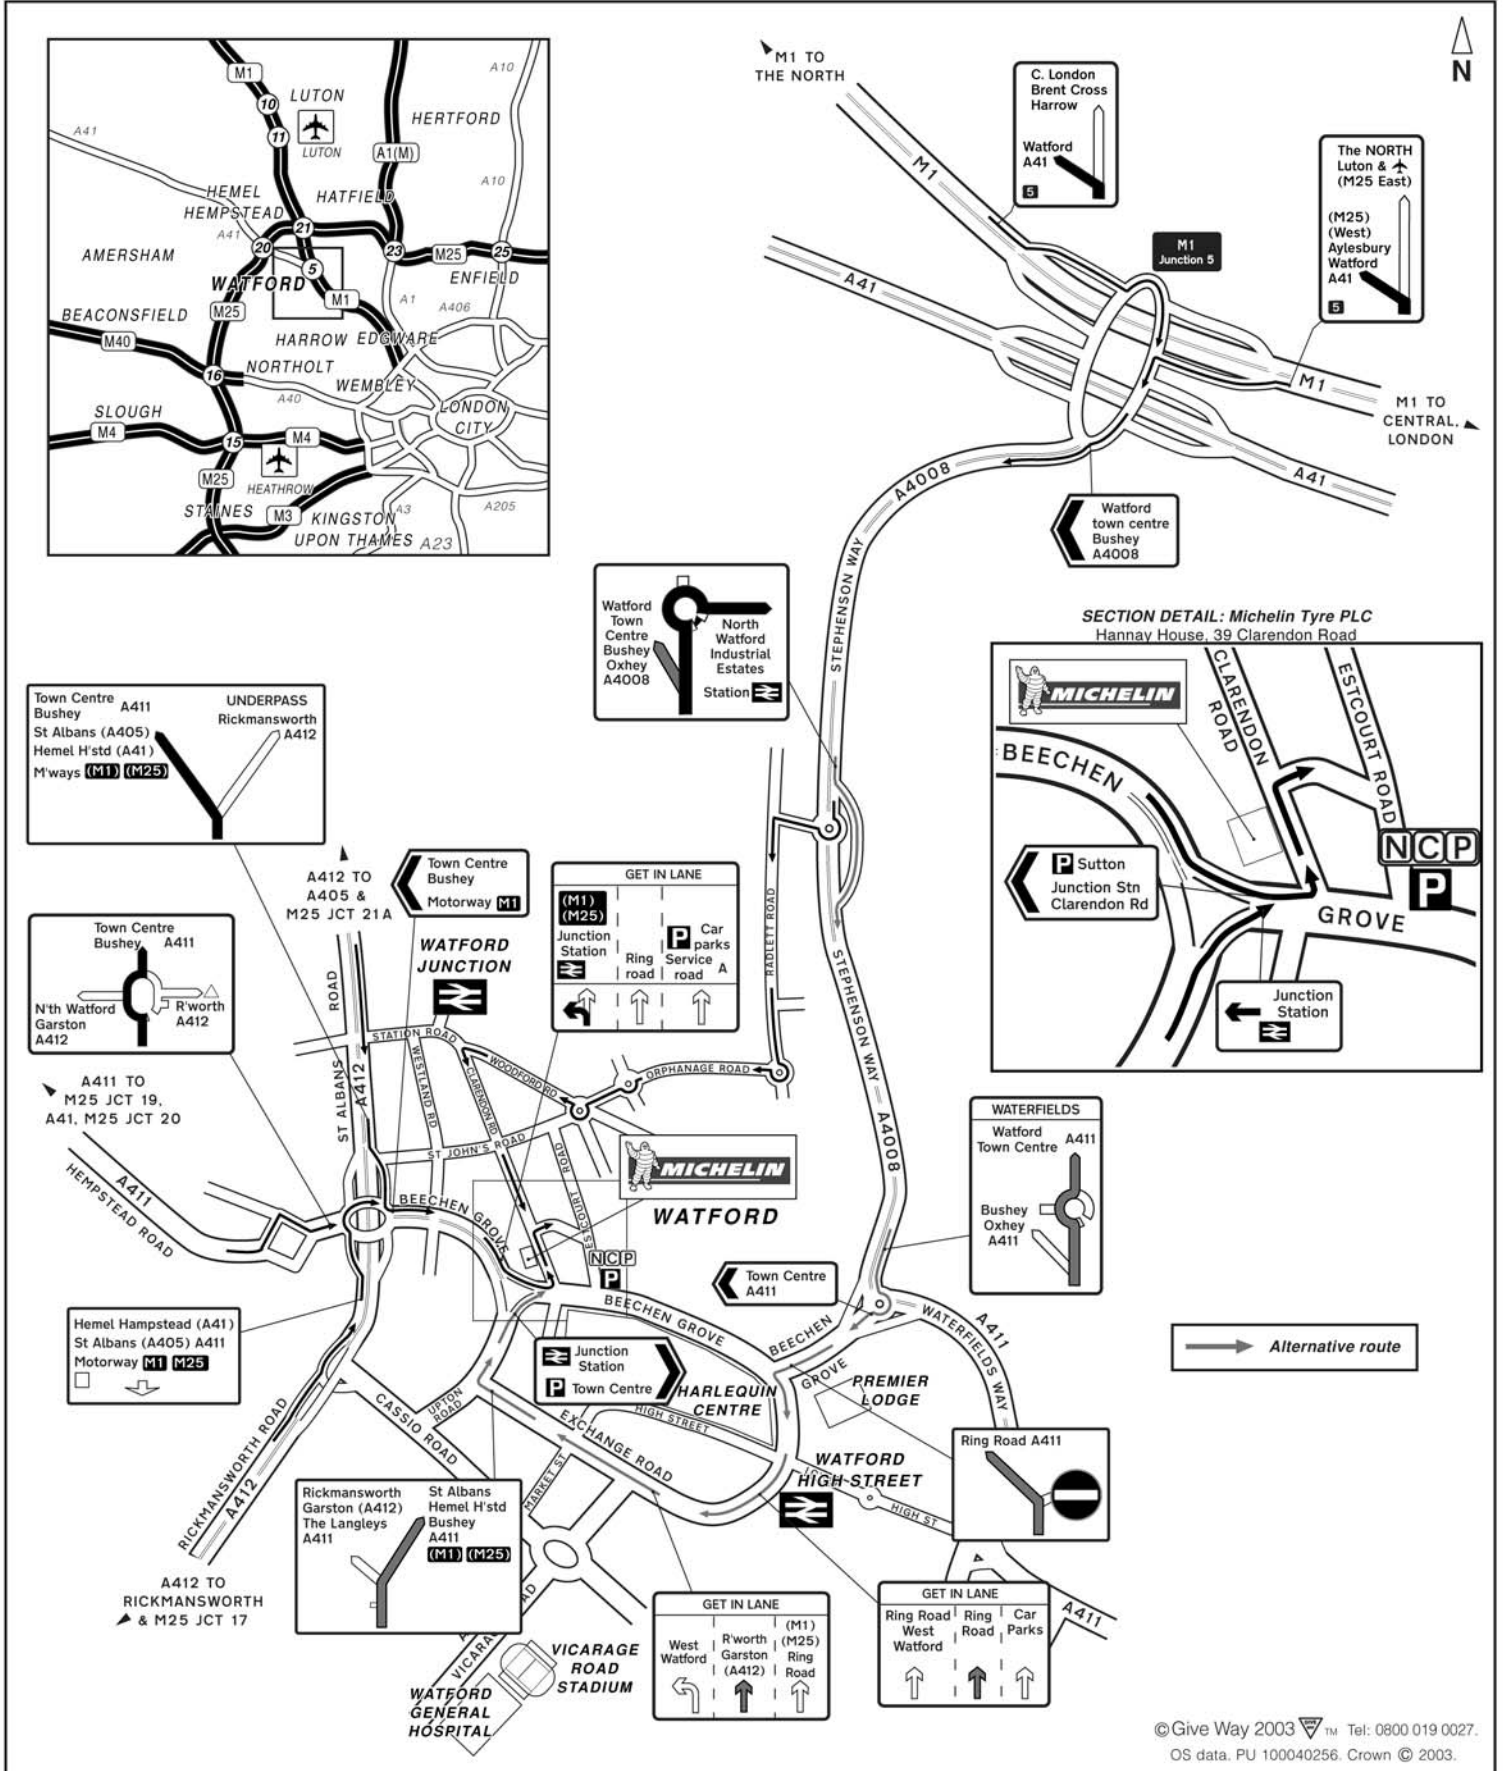 M1
10
11
LUTON
LUTON
A10
HERTFORD
A41
A1(M)
A10
HEMEL
HEMPSTEAD
HATFIELD
A41
21
20
23
M25
25
AMERSHAM
5
ENFIELD
WATFORD
M1
A1
A406
M25
BEACONSFIELD
HARROW
EDGWARE
M40
NORTHOLT
16
WEMBLEY
A40
SLOUGH
LONDON
CITY
M4
15
M4
M25
HEATHROW
STAINES
M3
KINGSTON
UPON THAMES
A3
A205
A23
M1 TO
THE NORTH
N
C. London
Brent Cross
Harrow
Watford
A41
5
The NORTH
Luton &
(M25 East)
(M25)
(West)
Aylesbury
Watford
A41
5
M1
M1
Junction 5
A41
M1
M1 TO
CENTRAL.
LONDON
A41
A4008
Watford
town centre
Bushey
A4008
STEPHENSON WAY
Watford
Town
Centre
Bushey
Oxhey
A4008
North
Watford
Industrial
Estates
Station
SECTION DETAIL: Michelin Tyre PLC
Hannay House, 39 Clarendon Road
MICHELIN
CLARENDON
ROAD
ESTCOURT ROAD
BEECHEN
GROVE
NCP
P
P Sutton
Junction Stn
Clarendon Rd
Junction
Station
Town Centre
Bushey
A411
St Albans (A405)
Hemel H'std (A41)
M'ways (M1) (M25)
UNDERPASS
Rickmansworth
A412
A412 TO
A405 &
M25 JCT 21A
Town Centre
Bushey
Motorway M1
GET IN LANE
(M1)
(M25)
Junction
Station
Ring
road
P
Car
parks
Service
road A
RADLETT ROAD
STEPHENSON WAY
A4008
Town Centre
Bushey A411
N'th Watford
Garston
A412
R'worth
A412
WATFORD
JUNCTION
ST ALBANS ROAD
A412
STATION ROAD
WESTLAND RD
CLARENDON RD
WOODFORD RD
ORPHANAGE ROAD
ST JOHN'S ROAD
ESTCOURT ROAD
A411 TO
M25 JCT 19,
A41, M25 JCT 20
A411
HEMPSTEAD ROAD
BEECHEN GROVE
MICHELIN
WATFORD
NCP
P
WATERFIELDS
Watford
Town Centre
A411
Bushey
Oxhey
A411
Town Centre
A411
BEECHEN GROVE
BEECHEN
GROVE
WATERFIELDS WAY
A411
Hemel Hampstead (A41)
St Albans (A405) A411
Motorway M1 M25
Junction
Station
P Town Centre
HARLEQUIN
CENTRE
PREMIER
LODGE
Alternative route
RICKMANSWORTH ROAD
A412
CASSIO ROAD
UPTON
ROAD
HIGH STREET
EXCHANGE ROAD
MARKET ST
WATFORD
HIGH STREET
HIGH ST
Ring Road A411
Rickmansworth
Garston (A412)
The Langleys
A411
St Albans
Hemel H'std
Bushey
A411
(M1) (M25)
A412 TO
RICKMANSWORTH
& M25 JCT 17
GET IN LANE
West
Watford
R'worth
Garston
(A412)
(M1)
(M25)
Ring
Road
GET IN LANE
Ring Road
West
Watford
Ring
Road
Car
Parks
A411
VICARAGE
ROAD
STADIUM
WATFORD
GENERAL
HOSPITAL
© Give Way 2003 TM Tel: 0800 019 0027.
OS data. PU 100040256. Crown © 2003.